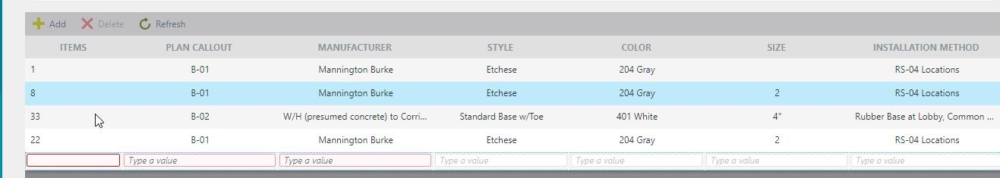 Add Delete Refresh
ITEMS PLAN CALLOUT MANUFACTURER STYLE COLOR SIZE INSTALLATION METHOD
1 B-01 Mannington Burke Etchese 204 Gray RS-04 Locations
8 B-01 Mannington Burke Etchese 204 Gray 2 RS-04 Locations
33 B-02 W/H (presumed concrete) to Corri... Standard Base w/Toe 401 White 4" Rubber Base at Lobby, Common ...
22 B-01 Mannington Burke Etchese 204 Gray 2 RS-04 Locations
Type a value Type a value Type a value Type a value Type a value Type a value